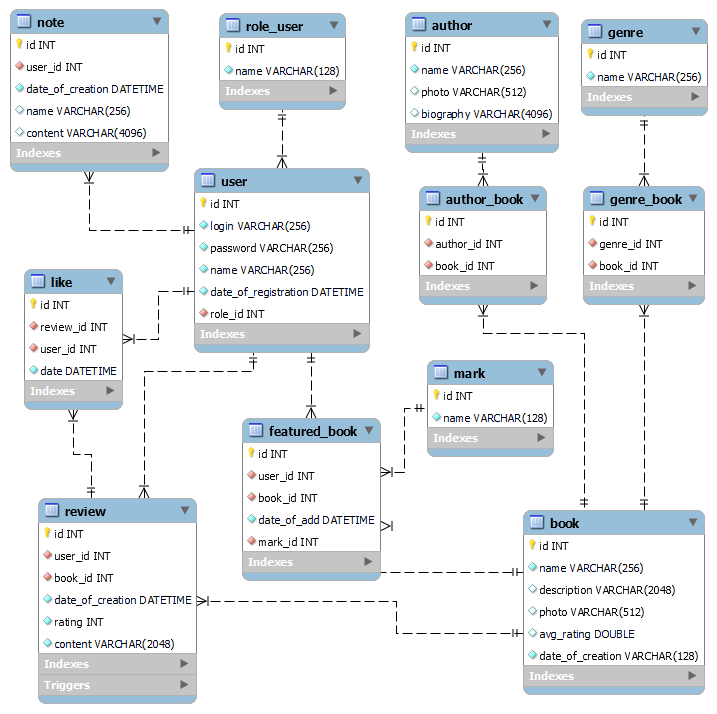 note
id INT
user_id INT
date_of_creation DATETIME
name VARCHAR(256)
content VARCHAR(4096)
Indexes
role_user
id INT
name VARCHAR(128)
Indexes
author
id INT
name VARCHAR(256)
photo VARCHAR(512)
biography VARCHAR(4096)
Indexes
genre
id INT
name VARCHAR(256)
Indexes
user
id INT
login VARCHAR(256)
password VARCHAR(256)
name VARCHAR(256)
date_of_registration DATETIME
role_id INT
Indexes
author_book
id INT
author_id INT
book_id INT
Indexes
genre_book
id INT
genre_id INT
book_id INT
Indexes
like
id INT
review_id INT
user_id INT
date DATETIME
Indexes
mark
id INT
name VARCHAR(128)
Indexes
featured_book
id INT
user_id INT
book_id INT
date_of_add DATETIME
mark_id INT
Indexes
review
id INT
user_id INT
book_id INT
date_of_creation DATETIME
rating INT
content VARCHAR(2048)
Indexes
Triggers
book
id INT
name VARCHAR(256)
description VARCHAR(2048)
photo VARCHAR(512)
avg_rating DOUBLE
date_of_creation VARCHAR(128)
Indexes